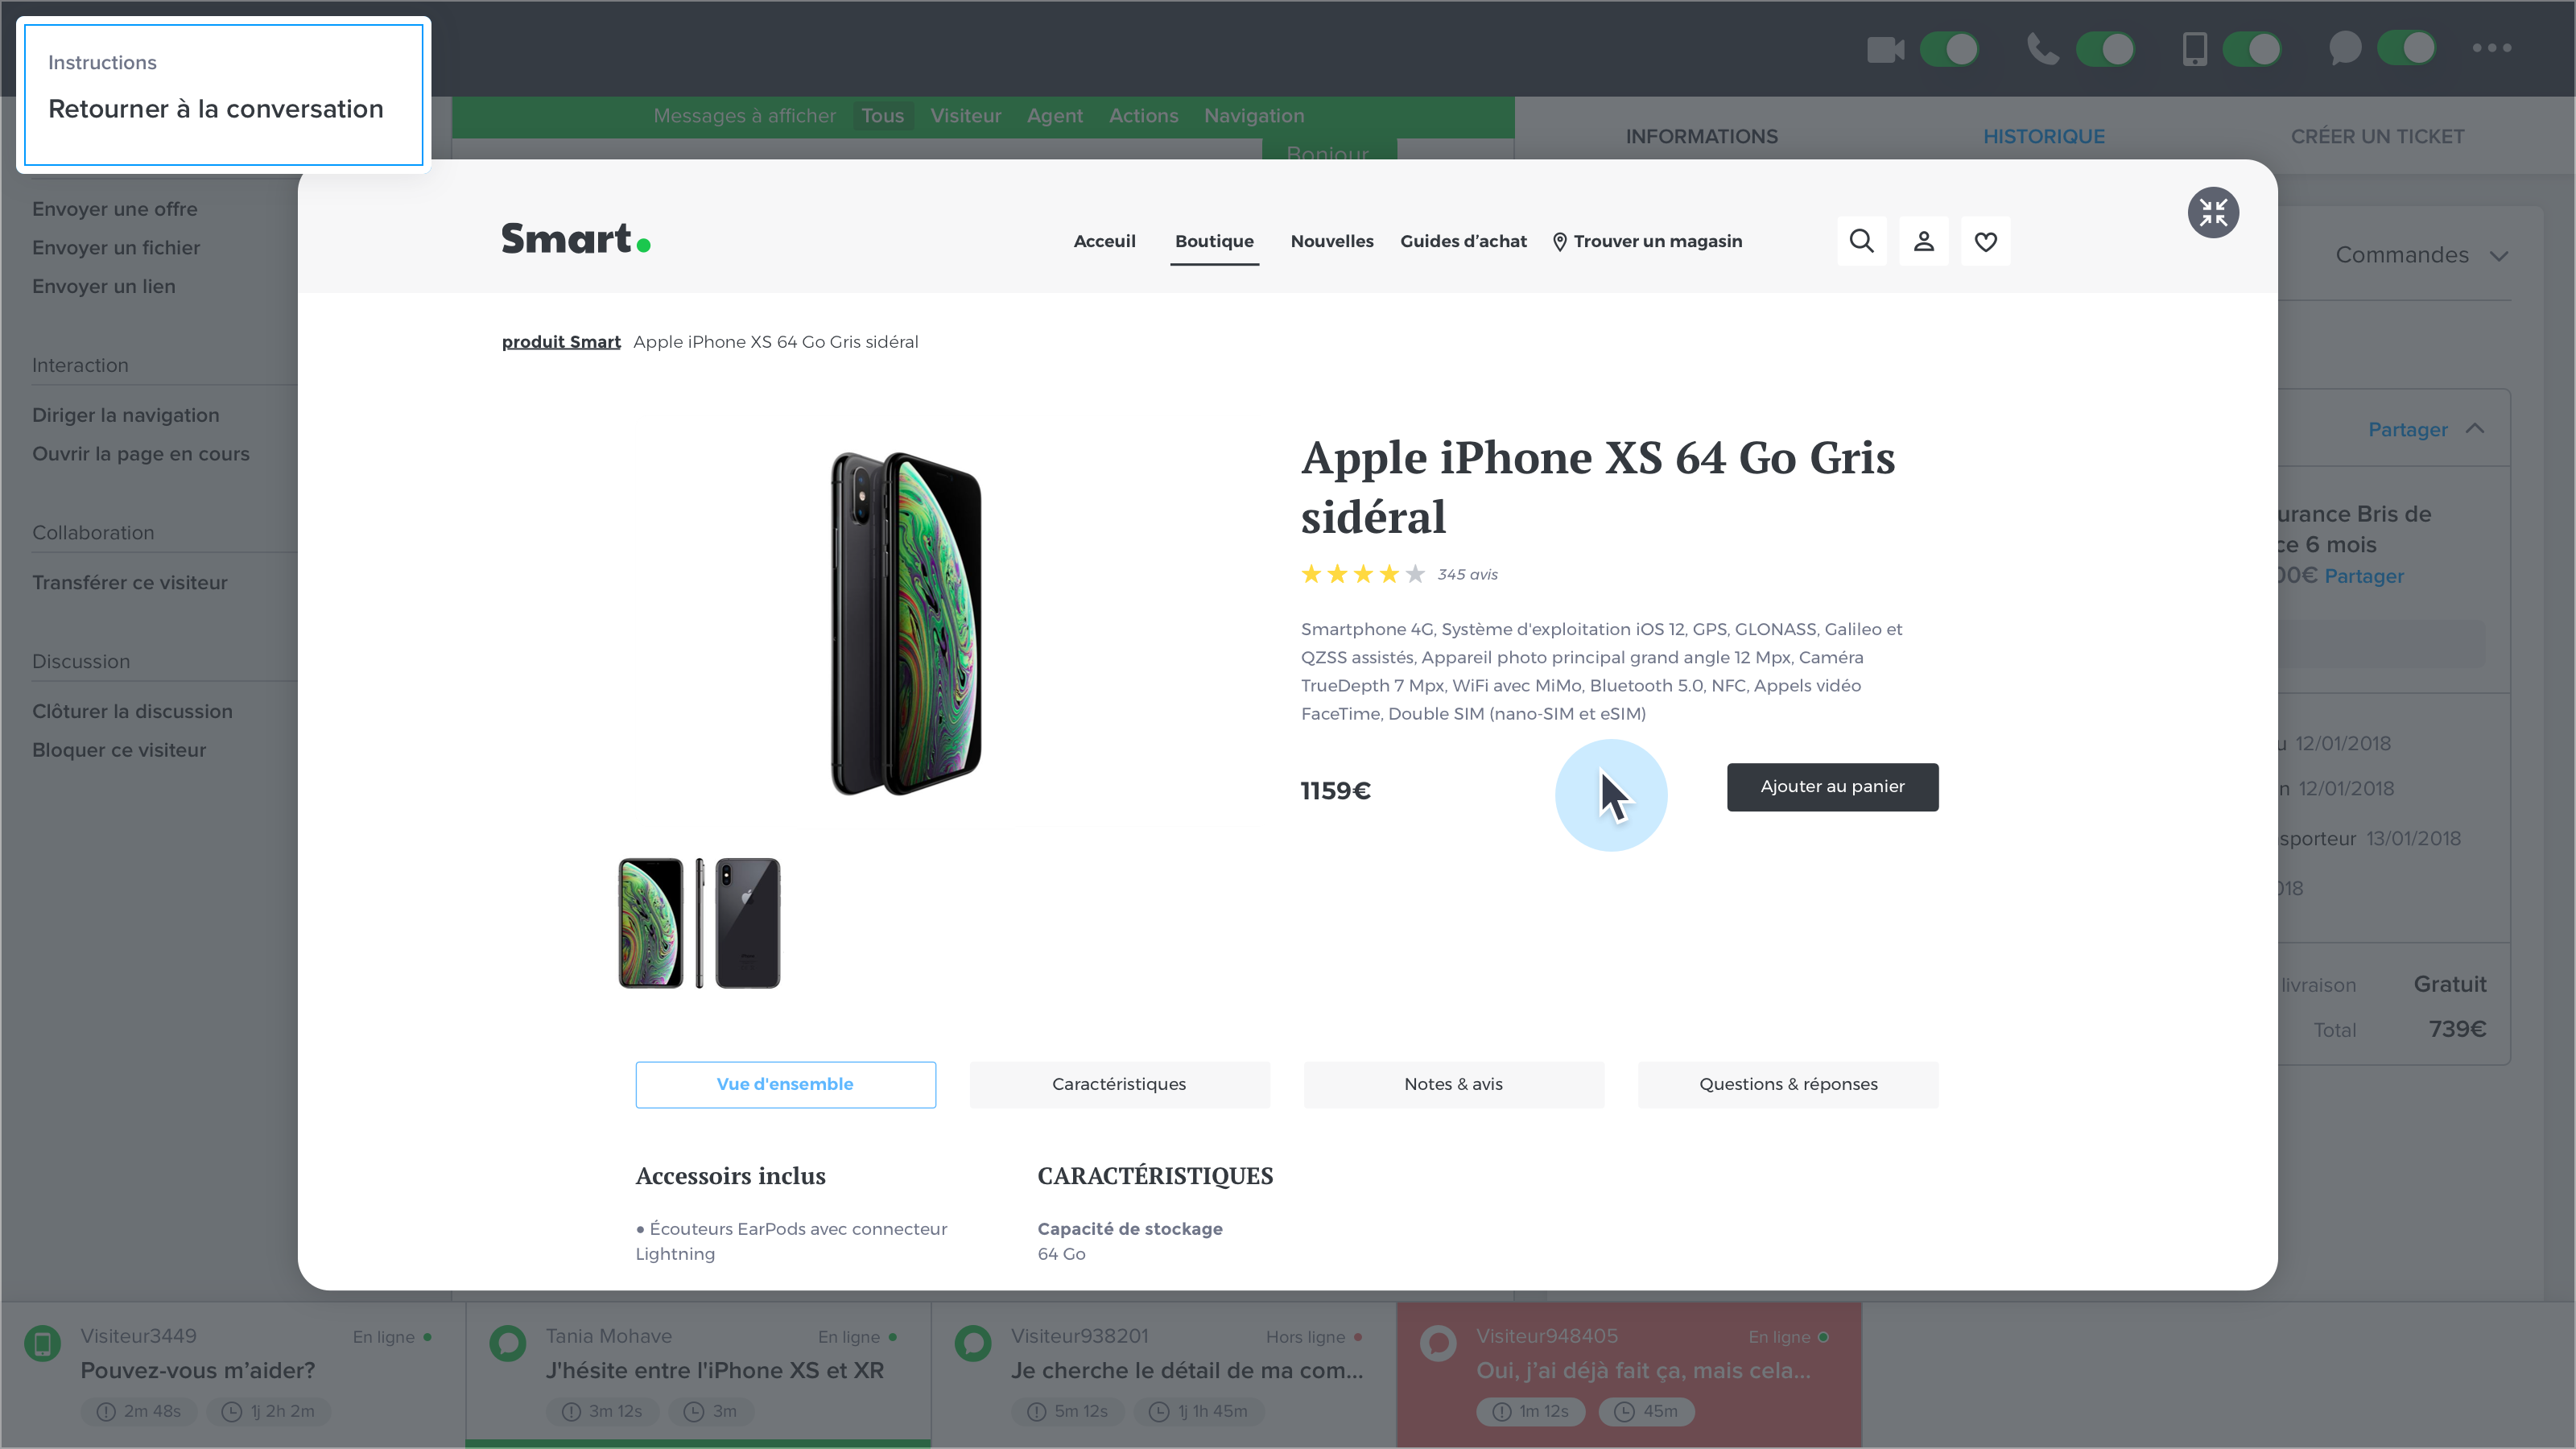 Instructions
Retourner à la conversation
Messages à afficher Tous Visiteur Agent Actions Navigation
Bonjour
INFORMATIONS HISTORIQUE CRÉER UN TICKET
Envoyer une offre
Envoyer un fichier
Envoyer un lien
Interaction
Diriger la navigation
Ouvrir la page en cours
Collaboration
Transférer ce visiteur
Discussion
Clôturer la discussion
Bloquer ce visiteur
Smart.
Acceuil Boutique Nouvelles Guides d’achat Trouver un magasin
produit Smart Apple iPhone XS 64 Go Gris sidéral
Apple iPhone XS 64 Go Gris
sidéral
345 avis
Smartphone 4G, Système d'exploitation iOS 12, GPS, GLONASS, Galileo et
QZSS assistés, Appareil photo principal grand angle 12 Mpx, Caméra
TrueDepth 7 Mpx, WiFi avec MiMo, Bluetooth 5.0, NFC, Appels vidéo
FaceTime, Double SIM (nano-SIM et eSIM)
1159€
Ajouter au panier
Vue d'ensemble Caractéristiques Notes & avis Questions & réponses
Accessoirs inclus
• Écouteurs EarPods avec connecteur
Lightning
CARACTÉRISTIQUES
Capacité de stockage
64 Go
Commandes
Partager
urance Bris de
ce 6 mois
00€ Partager
12/01/2018
n 12/01/2018
sporteur 13/01/2018
018
livraison Gratuit
Total 739€
Visiteur3449 En ligne
Pouvez-vous m’aider?
2m 48s 1j 2h 2m
Tania Mohave En ligne
J'hésite entre l'iPhone XS et XR
3m 12s 3m
Visiteur938201 Hors ligne
Je cherche le détail de ma com...
5m 12s 1j 1h 45m
Visiteur948405 En ligne
Oui, j’ai déjà fait ça, mais cela...
1m 12s 45m